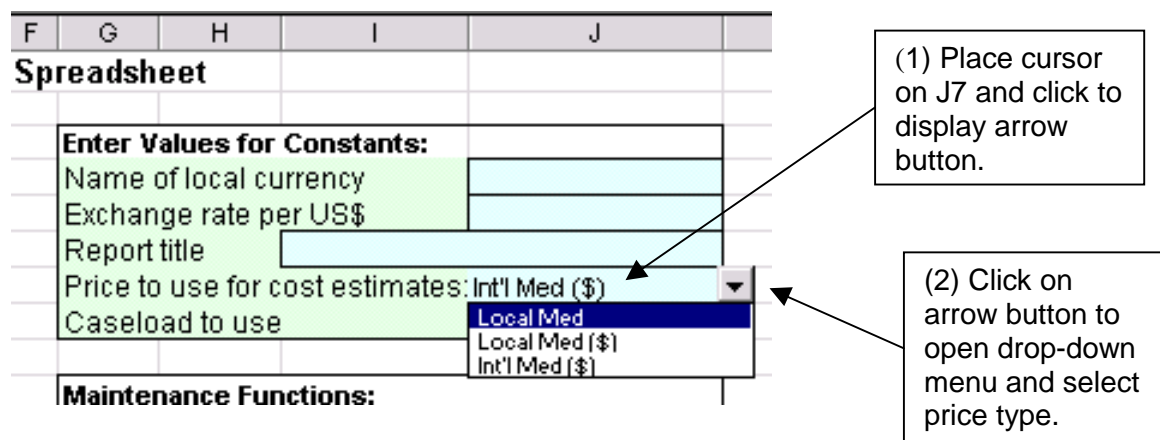 F G H I J
Spreadsheet
Enter Values for Constants:
Name of local currency
Exchange rate per US$
Report title
Price to use for cost estimates: Int'l Med ($)
Caseload to use
Local Med
Local Med ($)
Int'l Med ($)
Maintenance Functions:
(1) Place cursor
on J7 and click to
display arrow
button.
(2) Click on
arrow button to
open drop-down
menu and select
price type.